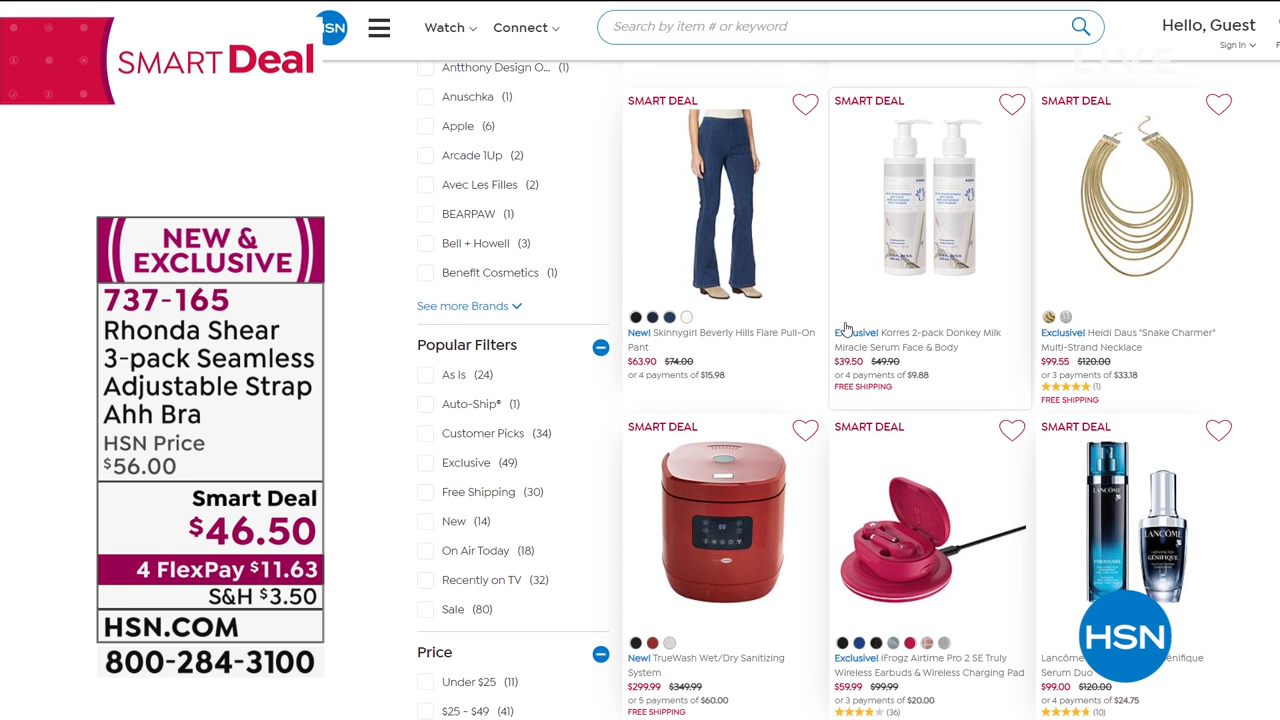 SMART Deal
HSN
Watch
Connect
Search by item # or keyword
Hello, Guest
Sign In
LIVE
NEW &
EXCLUSIVE
737-165
Rhonda Shear
3-pack Seamless
Adjustable Strap
Ahh Bra
HSN Price
$56.00
Smart Deal
$46.50
4 FlexPay $11.63
S&H $3.50
HSN.COM
800-284-3100
Antthony Design O... (1)
Anuschka (1)
Apple (6)
Arcade 1Up (2)
Avec Les Filles (2)
BEARPAW (1)
Bell + Howell (3)
Benefit Cosmetics (1)
See more Brands
Popular Filters
As Is (24)
Auto-Ship® (1)
Customer Picks (34)
Exclusive (49)
Free Shipping (30)
New (14)
On Air Today (18)
Recently on TV (32)
Sale (80)
Price
Under $25 (11)
$25 - $49 (41)
SMART DEAL
New! Skinnygirl Beverly Hills Flare Pull-On
Pant
$63.90 $74.00
or 4 payments of $15.98
SMART DEAL
Exclusive! Korres 2-pack Donkey Milk
Miracle Serum Face & Body
$39.50 $49.90
or 4 payments of $9.88
FREE SHIPPING
SMART DEAL
Exclusive! Heidi Daus "Snake Charmer"
Multi-Strand Necklace
$99.55 $120.00
or 3 payments of $33.18
(1)
FREE SHIPPING
SMART DEAL
New! TrueWash Wet/Dry Sanitizing
System
$299.99 $349.99
or 5 payments of $60.00
FREE SHIPPING
SMART DEAL
Exclusive! iFrogz Airtime Pro 2 SE Truly
Wireless Earbuds & Wireless Charging Pad
$59.99 $99.99
or 3 payments of $20.00
(36)
SMART DEAL
LANCÔME
VISIONNAIRE
LANCÔME
ADVANCED
GÉNIFIQUE
Lancôme Génifique
Serum Duo
$99.00 $120.00
or 4 payments of $24.75
(10)
HSN